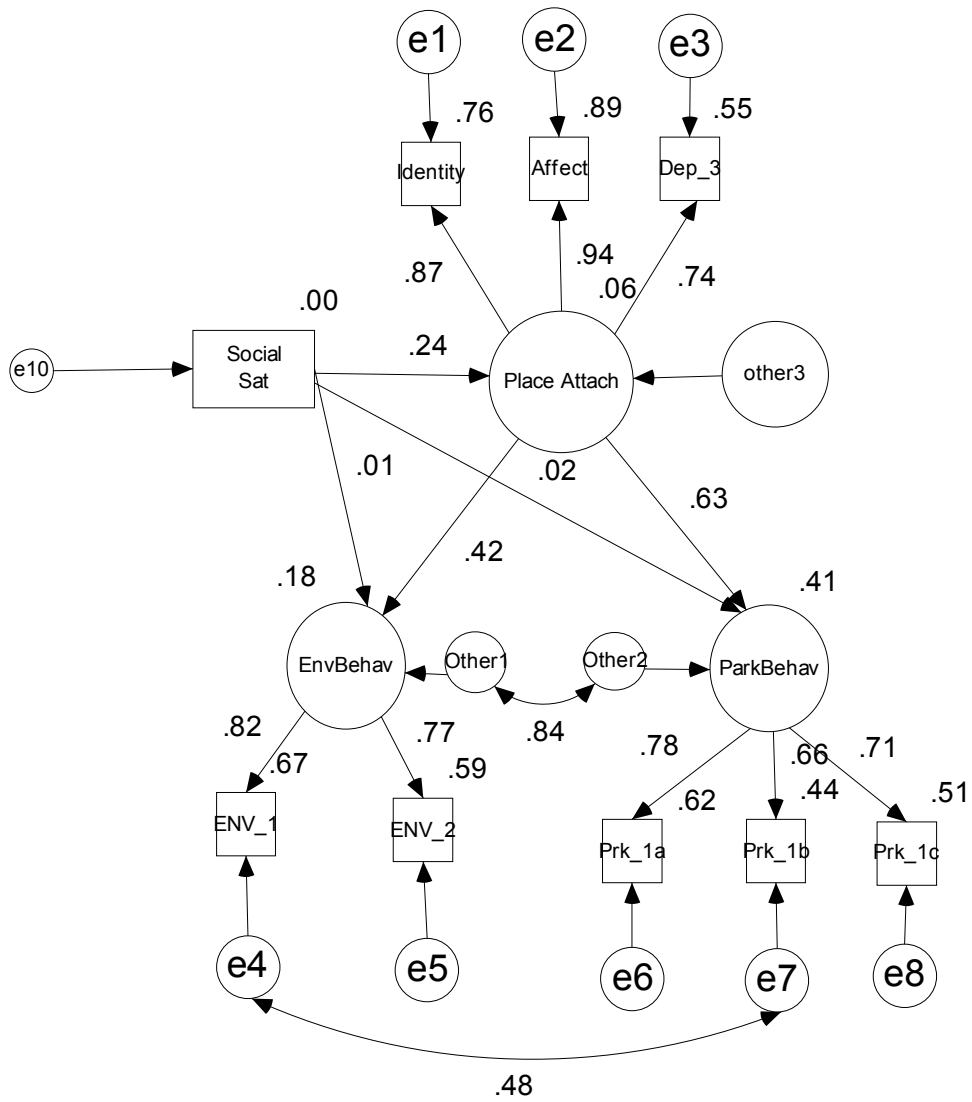 e1
e2
e3
.76
.89
.55
Identity
Affect
Dep_3
.87
.94
.74
.06
.00
e10
Social
Sat
.24
Place Attach
other3
.01
.02
.63
.42
.18
.41
EnvBehav
Other1
Other2
ParkBehav
.84
.82
.77
.78
.66
.71
.67
.59
.62
.44
.51
ENV_1
ENV_2
Prk_1a
Prk_1b
Prk_1c
e4
e5
e6
e7
e8
.48